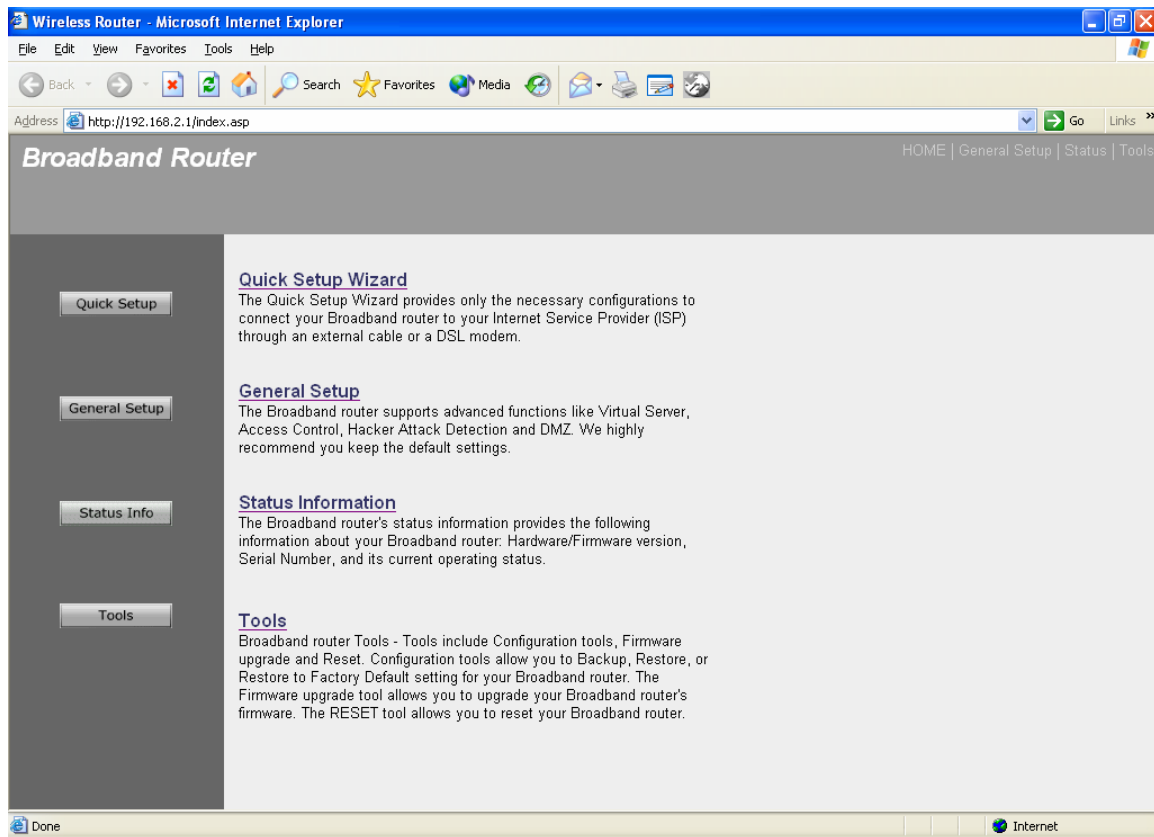 Wireless Router - Microsoft Internet Explorer
File Edit View Favorites Tools Help
Back Search Favorites Media
Address http://192.168.2.1/index.asp Go Links »
Broadband Router
HOME | General Setup | Status | Tools
Quick Setup
Quick Setup Wizard
The Quick Setup Wizard provides only the necessary configurations to
connect your Broadband router to your Internet Service Provider (ISP)
through an external cable or a DSL modem.
General Setup
General Setup
The Broadband router supports advanced functions like Virtual Server,
Access Control, Hacker Attack Detection and DMZ. We highly
recommend you keep the default settings.
Status Info
Status Information
The Broadband router's status information provides the following
information about your Broadband router: Hardware/Firmware version,
Serial Number, and its current operating status.
Tools
Tools
Broadband router Tools - Tools include Configuration tools, Firmware
upgrade and Reset. Configuration tools allow you to Backup, Restore, or
Restore to Factory Default setting for your Broadband router. The
Firmware upgrade tool allows you to upgrade your Broadband router's
firmware. The RESET tool allows you to reset your Broadband router.
Done Internet